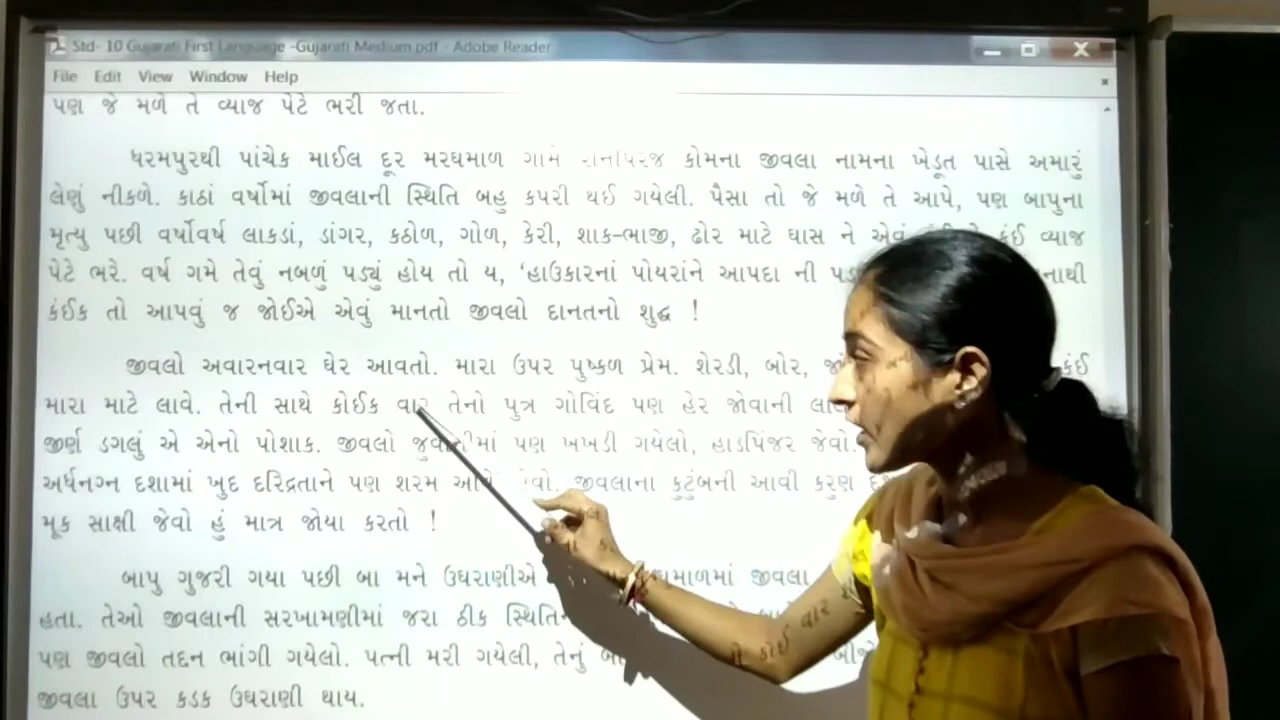 Std- 10 Gujarati First Language -Gujarati Medium.pdf - Adobe Reader
File Edit View Window Help
પણ જે મળે તે વ્યાજ પેટે ભરી જતા.
ધરમપુરથી પાંચેક માઈલ દૂર મરઘમાળ ગામે રાનીપરજ કોમના જીવલા નામના ખેડૂત પાસે અમારું
લેણું નીકળે. કાઠાં વર્ષોમાં જીવલાની સ્થિતિ બહુ કપરી થઈ ગયેલી. પૈસા તો જે મળે તે આપે, પણ બાપુના
મૃત્યુ પછી વર્ષોવર્ષ લાકડાં, ડાંગર, કઠોળ, ગોળ, કેરી, શાક-ભાજી, ઢોર માટે ઘાસ ને એવું કંઈ વ્યાજ
પેટે ભરે. વર્ષ ગમે તેવું નબળું પડ્યું હોય તો ય, ‘હાઉકારનાં પોયરાંને આપદા ની
કંઈક તો આપવું જ જોઈએ એવું માનતો જીવલો દાનતનો શુદ્ધ !
જીવલો અવારનવાર ઘેર આવતો. મારા ઉપર પુષ્કળ પ્રેમ. શેરડી, બોર, કંઈ
મારા માટે લાવે. તેની સાથે કોઈક વાર તેનો પુત્ર ગોવિંદ પણ હેર જોવાની
જીર્ણ ડગલું એ એનો પોશાક. જીવલો જુવાનીમાં પણ ખખડી ગયેલો, હાડપિંજર જેવો.
અર્ધનગ્ન દશામાં ખુદ દરિદ્રતાને પણ શરમ આવે તેવો. જીવલાના કુટુંબની આવી કરુણ
મૂક સાક્ષી જેવો હું માત્ર જોયા કરતો !
બાપુ ગુજરી ગયા પછી બા મને ઉઘરાણીએ જીવલા
હતા. તેઓ જીવલાની સરખામણીમાં જરા ઠીક
પણ જીવલો તદન ભાંગી ગયેલો. પત્ની મરી ગયેલી, તેનું
જીવલા ઉપર કડક ઉઘરાણી થાય.